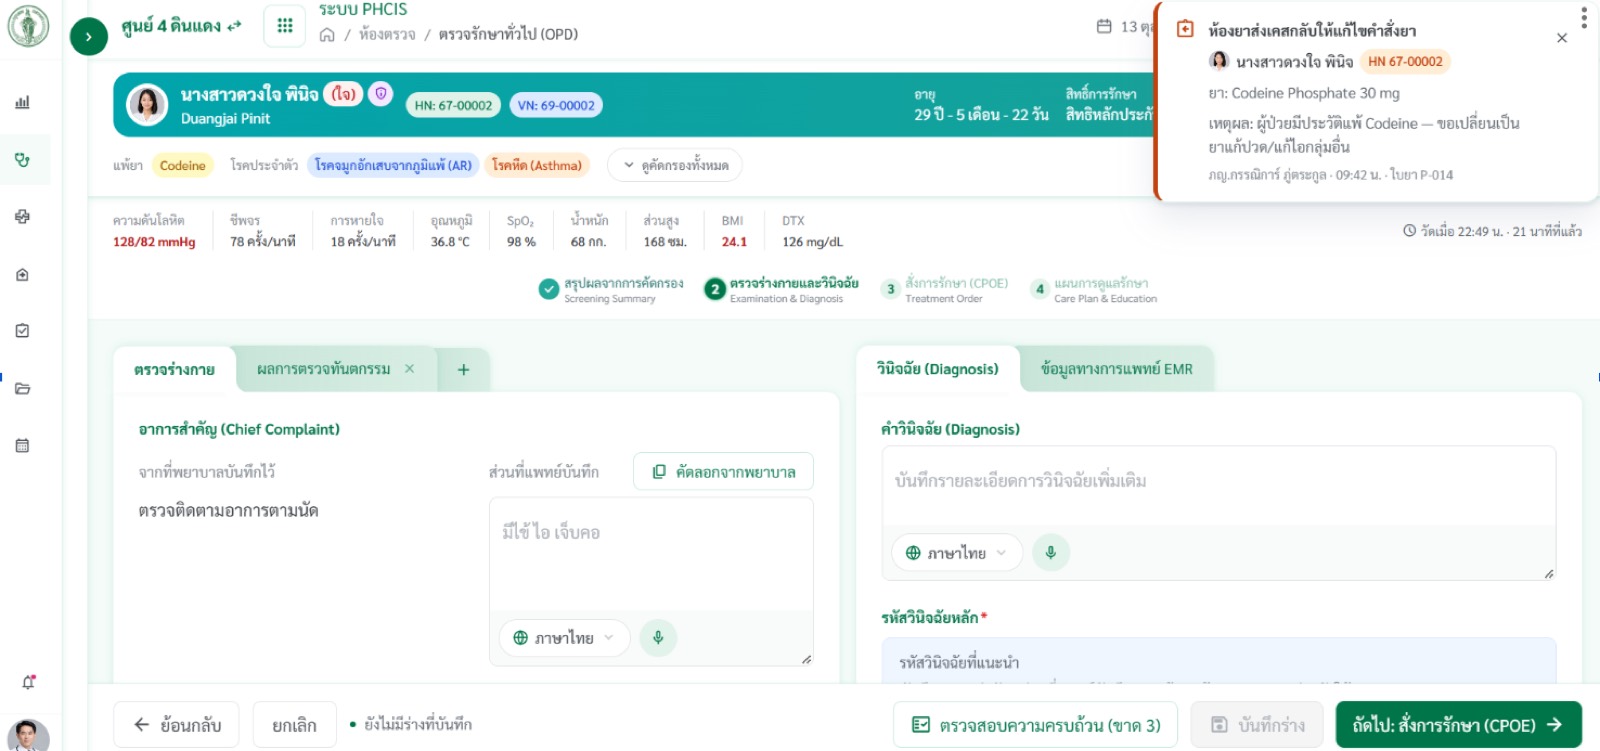 ศูนย์ 4 ดินแดง
ระบบ PHCIS
/ ห้องตรวจ / ตรวจรักษาทั่วไป (OPD)
13
ห้องยาส่งเคสกลับให้แก้ไขคำสั่งยา
นางสาวดวงใจ พินิจ HN 67-00002
ยา: Codeine Phosphate 30 mg
เหตุผล: ผู้ป่วยมีประวัติแพ้ Codeine — ขอเปลี่ยนเป็น
ยาแก้ปวด/แก้ไอกลุ่มอื่น
ภญ.กรรณิการ์ ภู่ตระกูล · 09:42 น. · ใบยา P-014
นางสาวดวงใจ พินิจ (ใจ)
Duangjai Pinit
HN: 67-00002
VN: 69-00002
อายุ
29 ปี - 5 เดือน - 22 วัน
สิทธิ์การรักษา
สิทธิหลักประกั
แพ้ยา Codeine โรคประจำตัว โรคจมูกอักเสบจากภูมิแพ้ (AR) โรคหืด (Asthma) ดูคัดกรองทั้งหมด
ความดันโลหิต ชีพจร การหายใจ อุณหภูมิ SpO₂ น้ำหนัก ส่วนสูง BMI DTX
128/82 mmHg 78 ครั้ง/นาที 18 ครั้ง/นาที 36.8 °C 98 % 68 กก. 168 ซม. 24.1 126 mg/dL
วัดเมื่อ 22:49 น. · 21 นาทีที่แล้ว
สรุปผลจากการคัดกรอง
Screening Summary
2 ตรวจร่างกายและวินิจฉัย
Examination & Diagnosis
3 สั่งการรักษา (CPOE)
Treatment Order
4 แผนการดูแลรักษา
Care Plan & Education
ตรวจร่างกาย ผลการตรวจทันตกรรม × +
อาการสำคัญ (Chief Complaint)
จากที่พยาบาลบันทึกไว้
ตรวจติดตามอาการตามนัด
ส่วนที่แพทย์บันทึก คัดลอกจากพยาบาล
มีไข้ ไอ เจ็บคอ
ภาษาไทย
วินิจฉัย (Diagnosis) ข้อมูลทางการแพทย์ EMR
คำวินิจฉัย (Diagnosis)
บันทึกรายละเอียดการวินิจฉัยเพิ่มเติม
ภาษาไทย
รหัสวินิจฉัยหลัก*
รหัสวินิจฉัยที่แนะนำ
ย้อนกลับ ยกเลิก • ยังไม่มีร่างที่บันทึก ตรวจสอบความครบถ้วน (ขาด 3) บันทึกร่าง ถัดไป: สั่งการรักษา (CPOE)